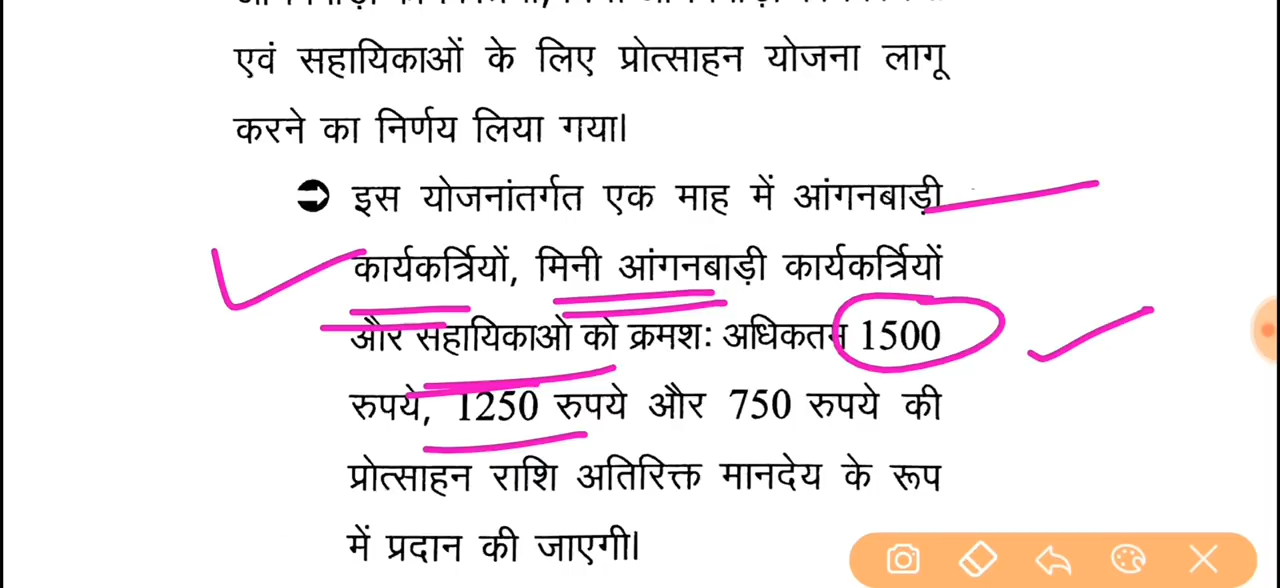 एवं सहायिकाओं के लिए प्रोत्साहन योजना लागू
करने का निर्णय लिया गया।
इस योजनांतर्गत एक माह में आंगनबाड़ी
कार्यकर्त्रियों, मिनी आंगनबाड़ी कार्यकर्त्रियों
और सहायिकाओं को क्रमशः अधिकतम 1500
रुपये, 1250 रुपये और 750 रुपये की
प्रोत्साहन राशि अतिरिक्त मानदेय के रूप
में प्रदान की जाएगी।